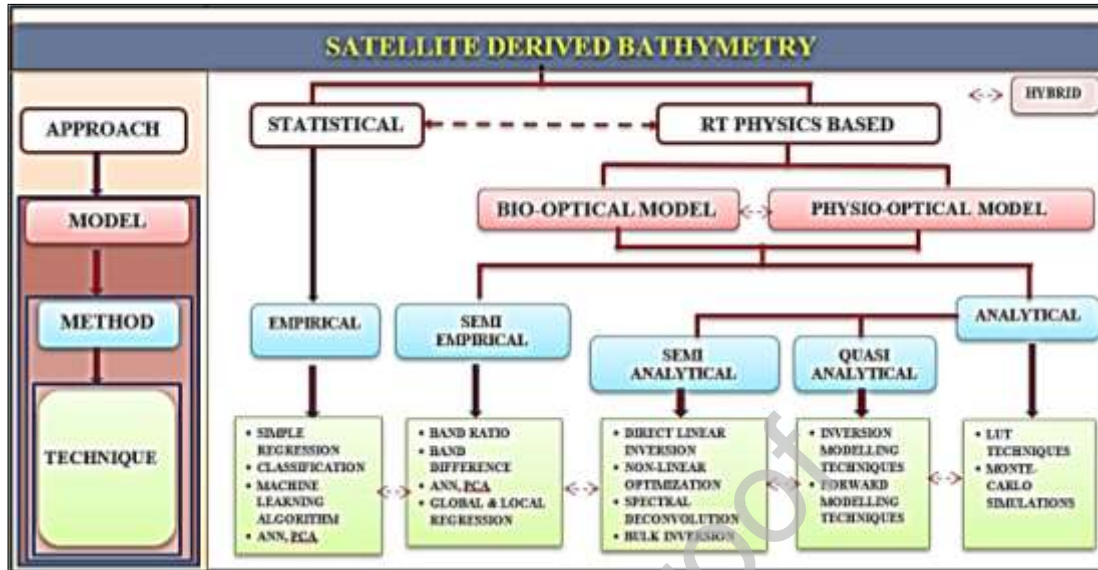 SATELLITE DERIVED BATHYMETRY
HYBRID
APPROACH
MODEL
METHOD
TECHNIQUE
STATISTICAL
RT PHYSICS BASED
BIO-OPTICAL MODEL
PHYSIO-OPTICAL MODEL
EMPIRICAL
SEMI
EMPIRICAL
SEMI
ANALYTICAL
QUASI
ANALYTICAL
ANALYTICAL
• SIMPLE
REGRESSION
• CLASSIFICATION
• MACHINE
LEARNING
ALGORITHM
• ANN, PCA
• BAND RATIO
• BAND
DIFFERENCE
• ANN, PCA
• GLOBAL & LOCAL
REGRESSION
• DIRECT LINEAR
INVERSION
• NON-LINEAR
OPTIMIZATION
• SPECTRAL
DECONVOLUTION
• BULK INVERSION
• INVERSION
MODELLING
TECHNIQUES
• FORWARD
MODELLING
TECHNIQUES
• LUT
TECHNIQUES
• MONTE-
CARLO
SIMULATIONS
oof